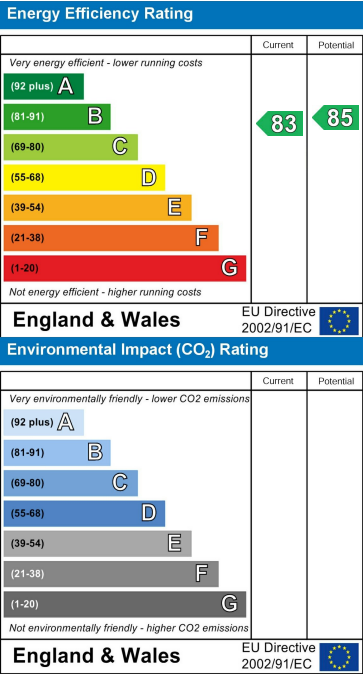 Energy Efficiency Rating
Current Potential
Very energy efficient - lower running costs
(92 plus) A
(81-91) B
(69-80) C
(55-68) D
(39-54) E
(21-38) F
(1-20) G
83
85
Not energy efficient - higher running costs
England & Wales
EU Directive
2002/91/EC
Environmental Impact (CO₂) Rating
Current Potential
Very environmentally friendly - lower CO2 emissions
(92 plus) A
(81-91) B
(69-80) C
(55-68) D
(39-54) E
(21-38) F
(1-20) G
Not environmentally friendly - higher CO2 emissions
England & Wales
EU Directive
2002/91/EC